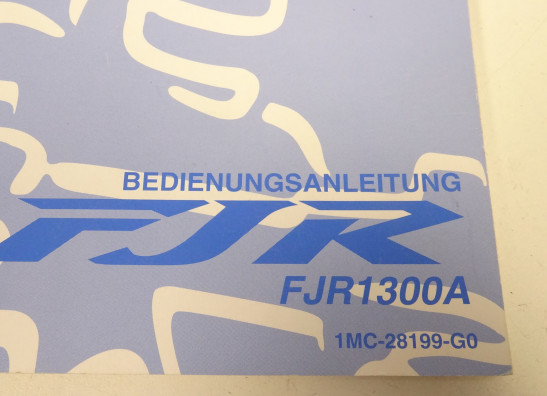 BEDIENUNGSANLEITUNG
FJR
FJR1300A
1MC-28199-G0